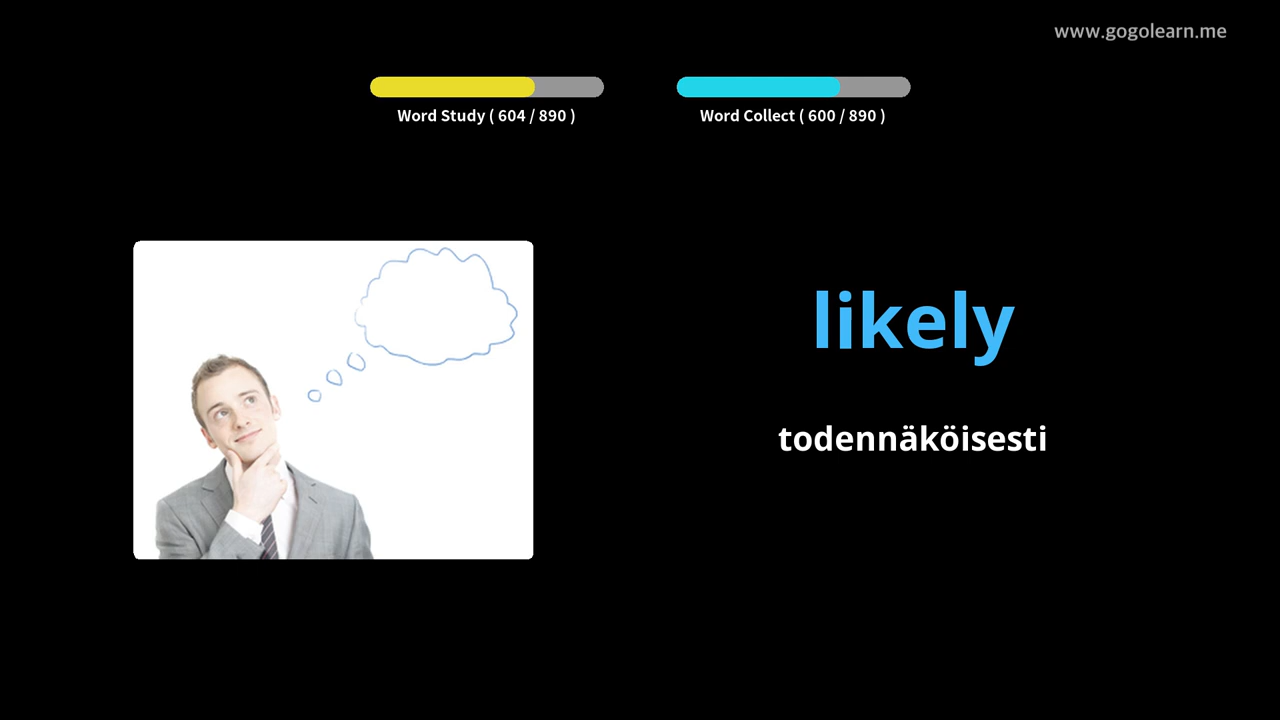 www.gogolearn.me
Word Study ( 604 / 890 )
Word Collect ( 600 / 890 )
likely
todennäköisesti